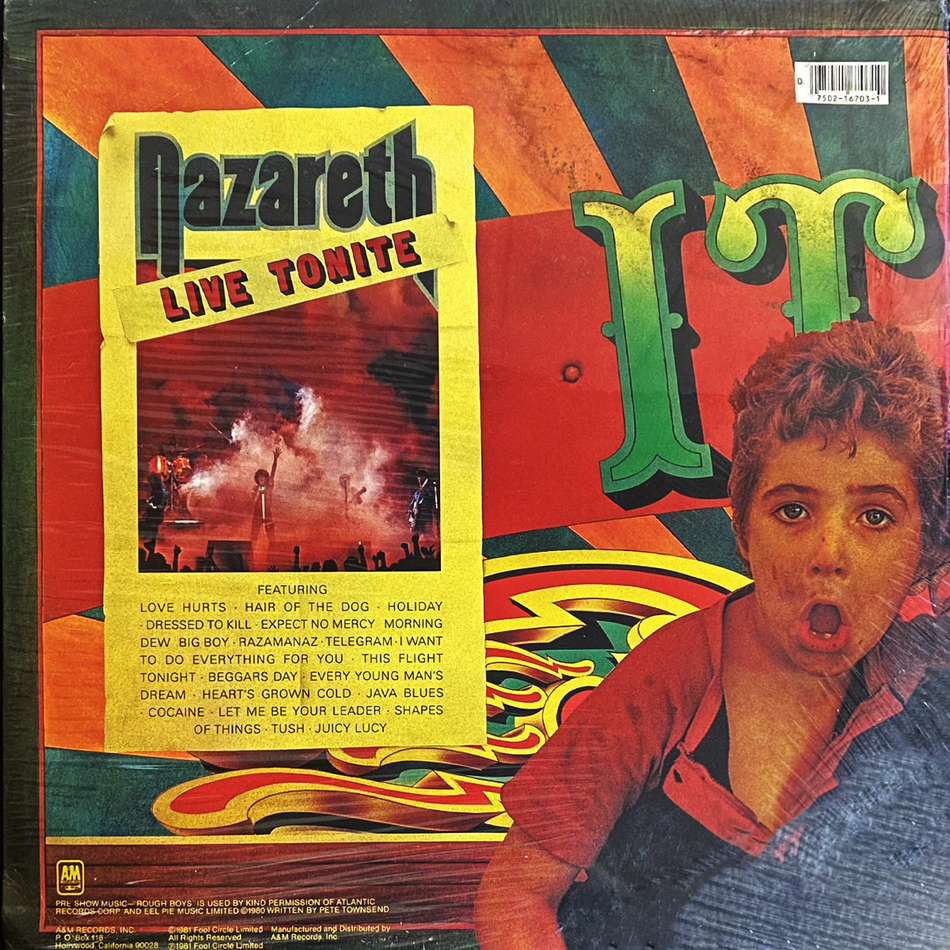 0
7502-16703-1
nazareth
LIVE TONITE
IT
FEATURING
LOVE HURTS · HAIR OF THE DOG · HOLIDAY
· DRESSED TO KILL · EXPECT NO MERCY MORNING
DEW BIG BOY · RAZAMANAZ · TELEGRAM · I WANT
TO DO EVERYTHING FOR YOU · THIS FLIGHT
TONIGHT · BEGGARS DAY · EVERY YOUNG MAN'S
DREAM · HEART'S GROWN COLD · JAVA BLUES
· COCAINE · LET ME BE YOUR LEADER · SHAPES
OF THINGS · TUSH · JUICY LUCY
A&M
RECORDS
PRE SHOW MUSIC—'ROUGH BOYS' IS USED BY KIND PERMISSION OF ATLANTIC
RECORDS CORP AND EEL PIE MUSIC LIMITED ©1980 WRITTEN BY PETE TOWNSEND
A&M RECORDS, INC. ©1981 Fool Circle Limited Manufactured and Distributed by
P. O. Box 118 All Rights Reserved A&M Records, Inc.
Hollywood, California 90028 ℗1981 Fool Circle Limited